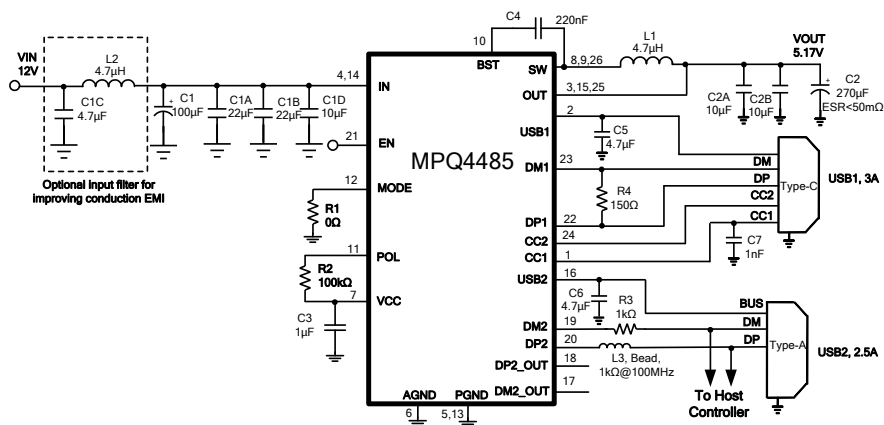 C4
220nF
10
BST
L1
4.7µH
VOUT
5.17V
VIN
12V
L2
4.7µH
4,14
IN
SW
8,9,26
OUT
3,15,25
C1C
4.7µF
C1
100µF
C1A
22µF
C1B
22µF
C1D
10µF
C2A
10µF
C2B
10µF
C2
270µF
ESR<50mΩ
2
USB1
C5
4.7µF
21
EN
MPQ4485
Optional input filter for
improving conduction EMI
DM1
23
DM
DP
CC2
CC1
Type-C
USB1, 3A
12
MODE
R4
150Ω
R1
0Ω
DP1
22
CC2
24
CC1
1
C7
1nF
11
POL
R2
100kΩ
USB2
16
7
VCC
C6
4.7µF
R3
1kΩ
BUS
DM
DP
Type-A
USB2, 2.5A
C3
1µF
DM2
19
DP2
20
L3, Bead,
1kΩ@100MHz
DP2_OUT
18
DM2_OUT
17
To Host
Controller
AGND
6
PGND
5,13